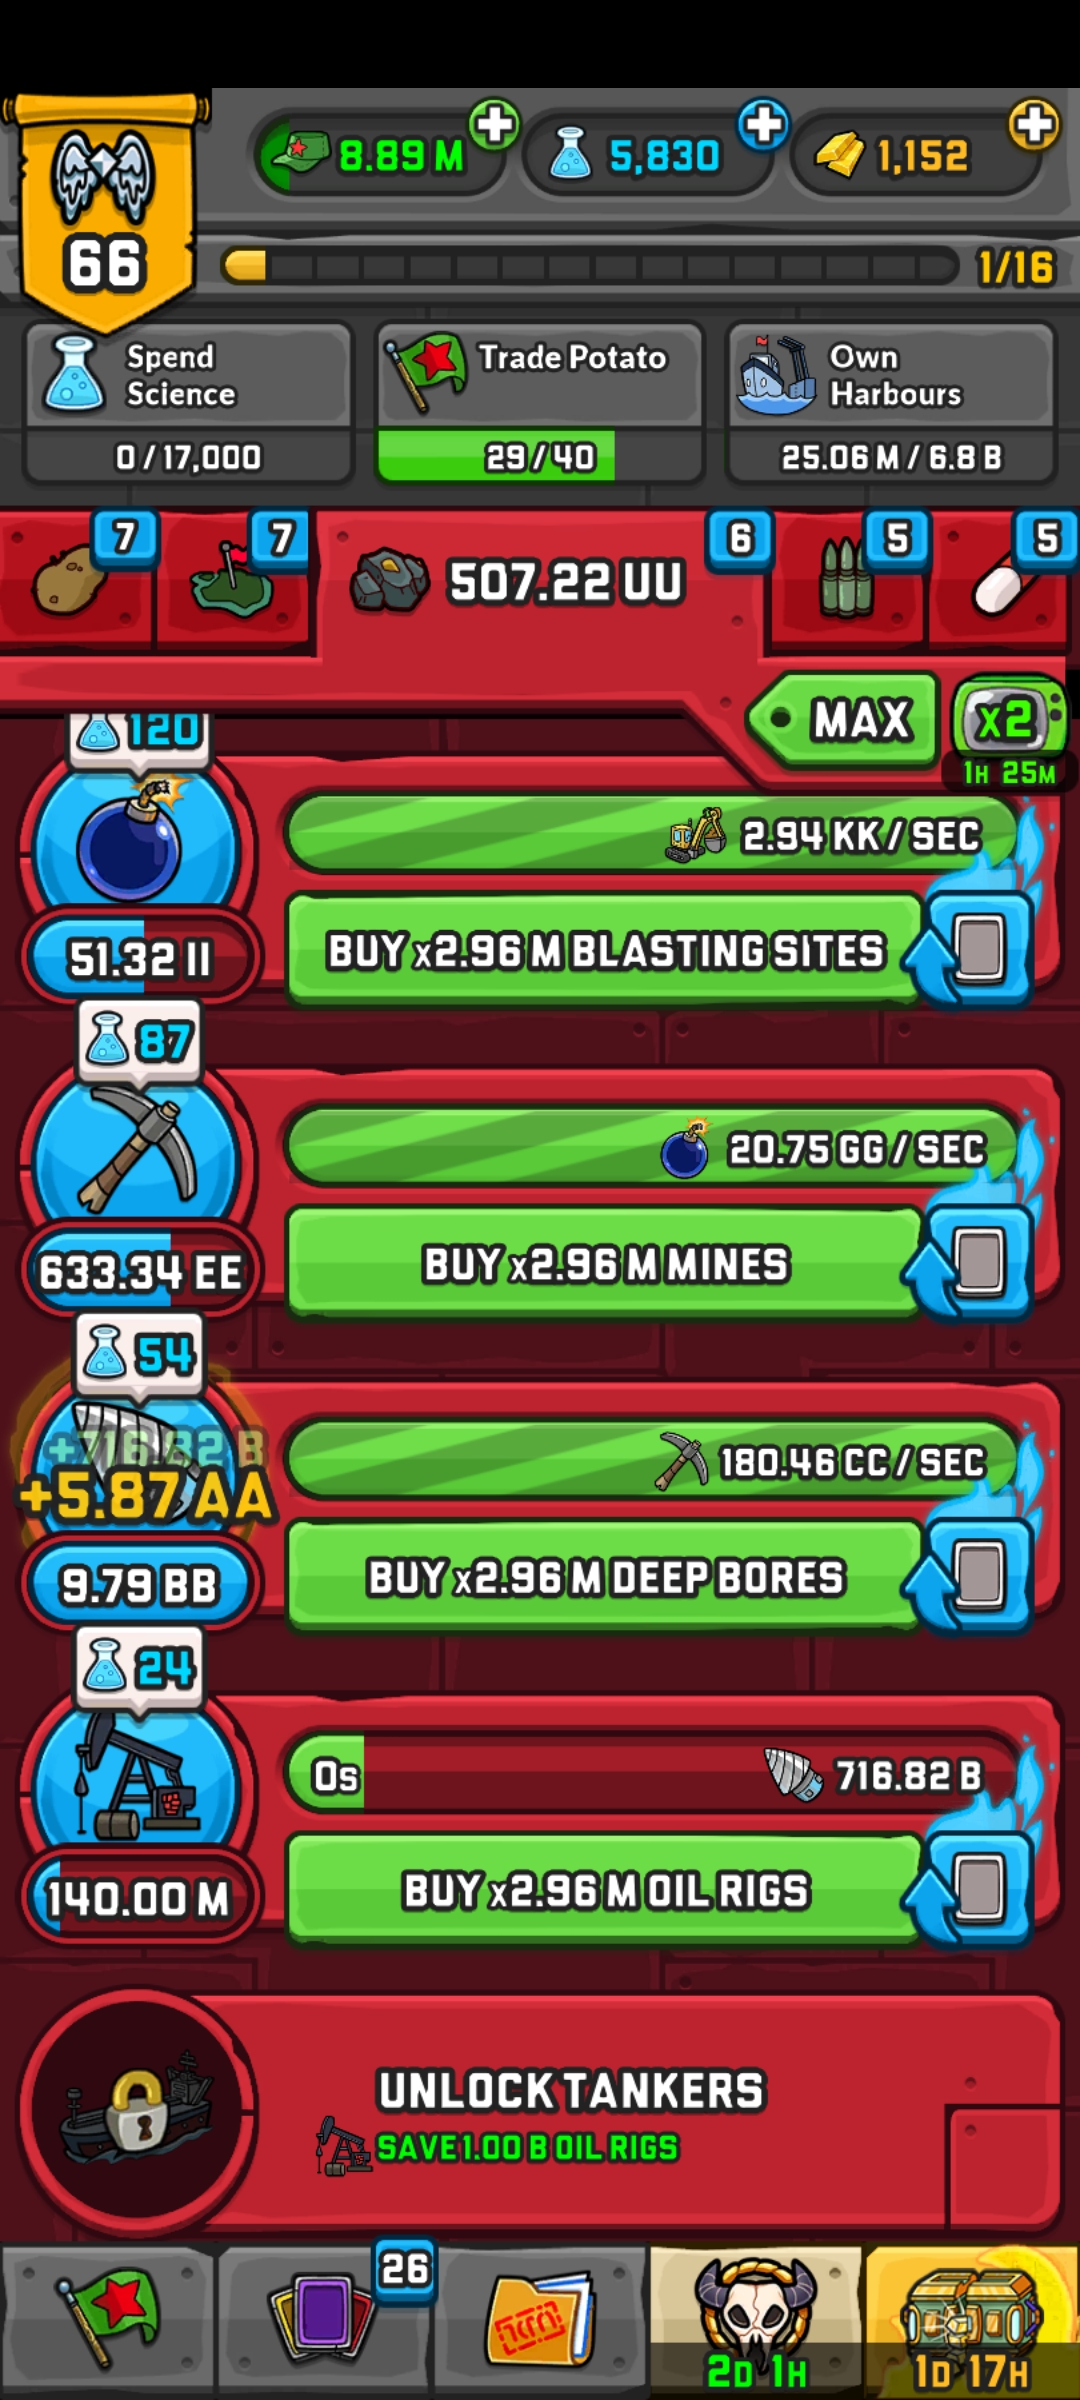 66
8.89 M
5,830
1,152
1/16
Spend
Science
0 / 17,000
Trade Potato
29 / 40
Own
Harbours
25.06 M / 6.8 B
7
7
507.22 UU
6
5
5
MAX
x2
1H 25M
120
2.94 KK / SEC
51.32 II
BUY x2.96 M BLASTING SITES
87
20.75 GG / SEC
633.34 EE
BUY x2.96 M MINES
54
+716.82 B
+5.87 AA
180.46 CC / SEC
9.79 BB
BUY x2.96 M DEEP BORES
24
0s
716.82 B
140.00 M
BUY x2.96 M OIL RIGS
UNLOCK TANKERS
SAVE 1.00 B OIL RIGS
26
2D 1H
1D 17H